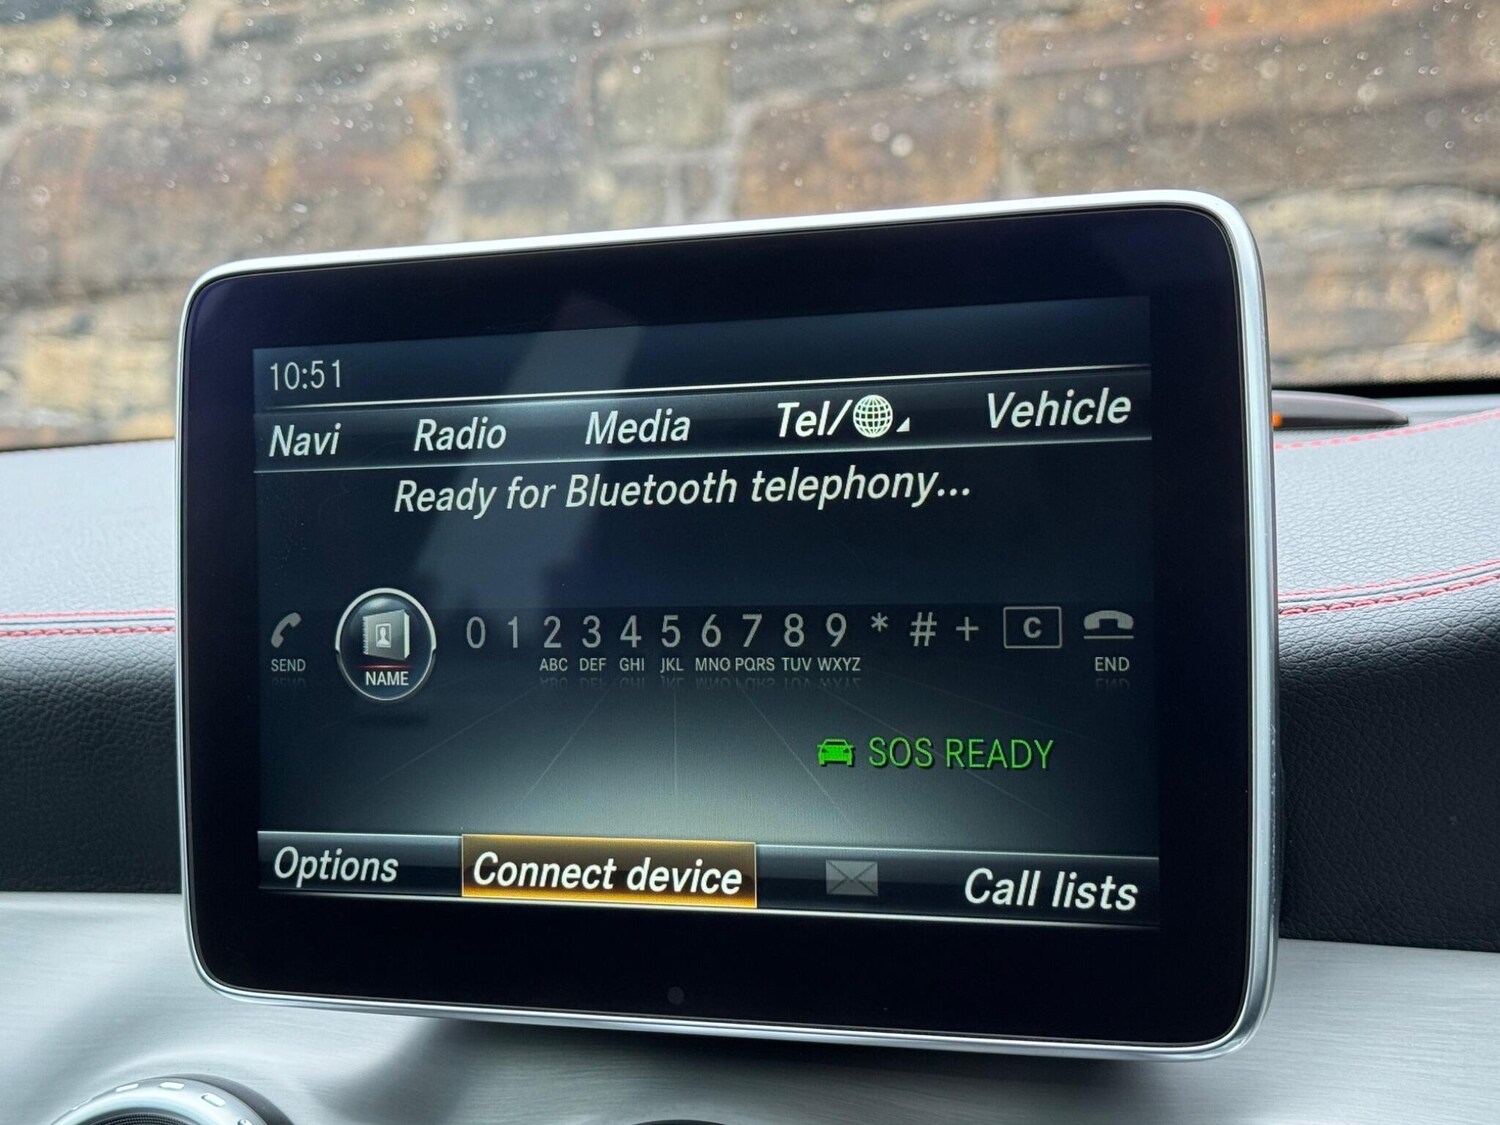 10:51
Navi Radio Media Tel/ Vehicle
Ready for Bluetooth telephony...
0 1 2 3 4 5 6 7 8 9 * # + C
SEND NAME ABC DEF GHI JKL MNO PQRS TUV WXYZ END
SOS READY
Options Connect device Call lists